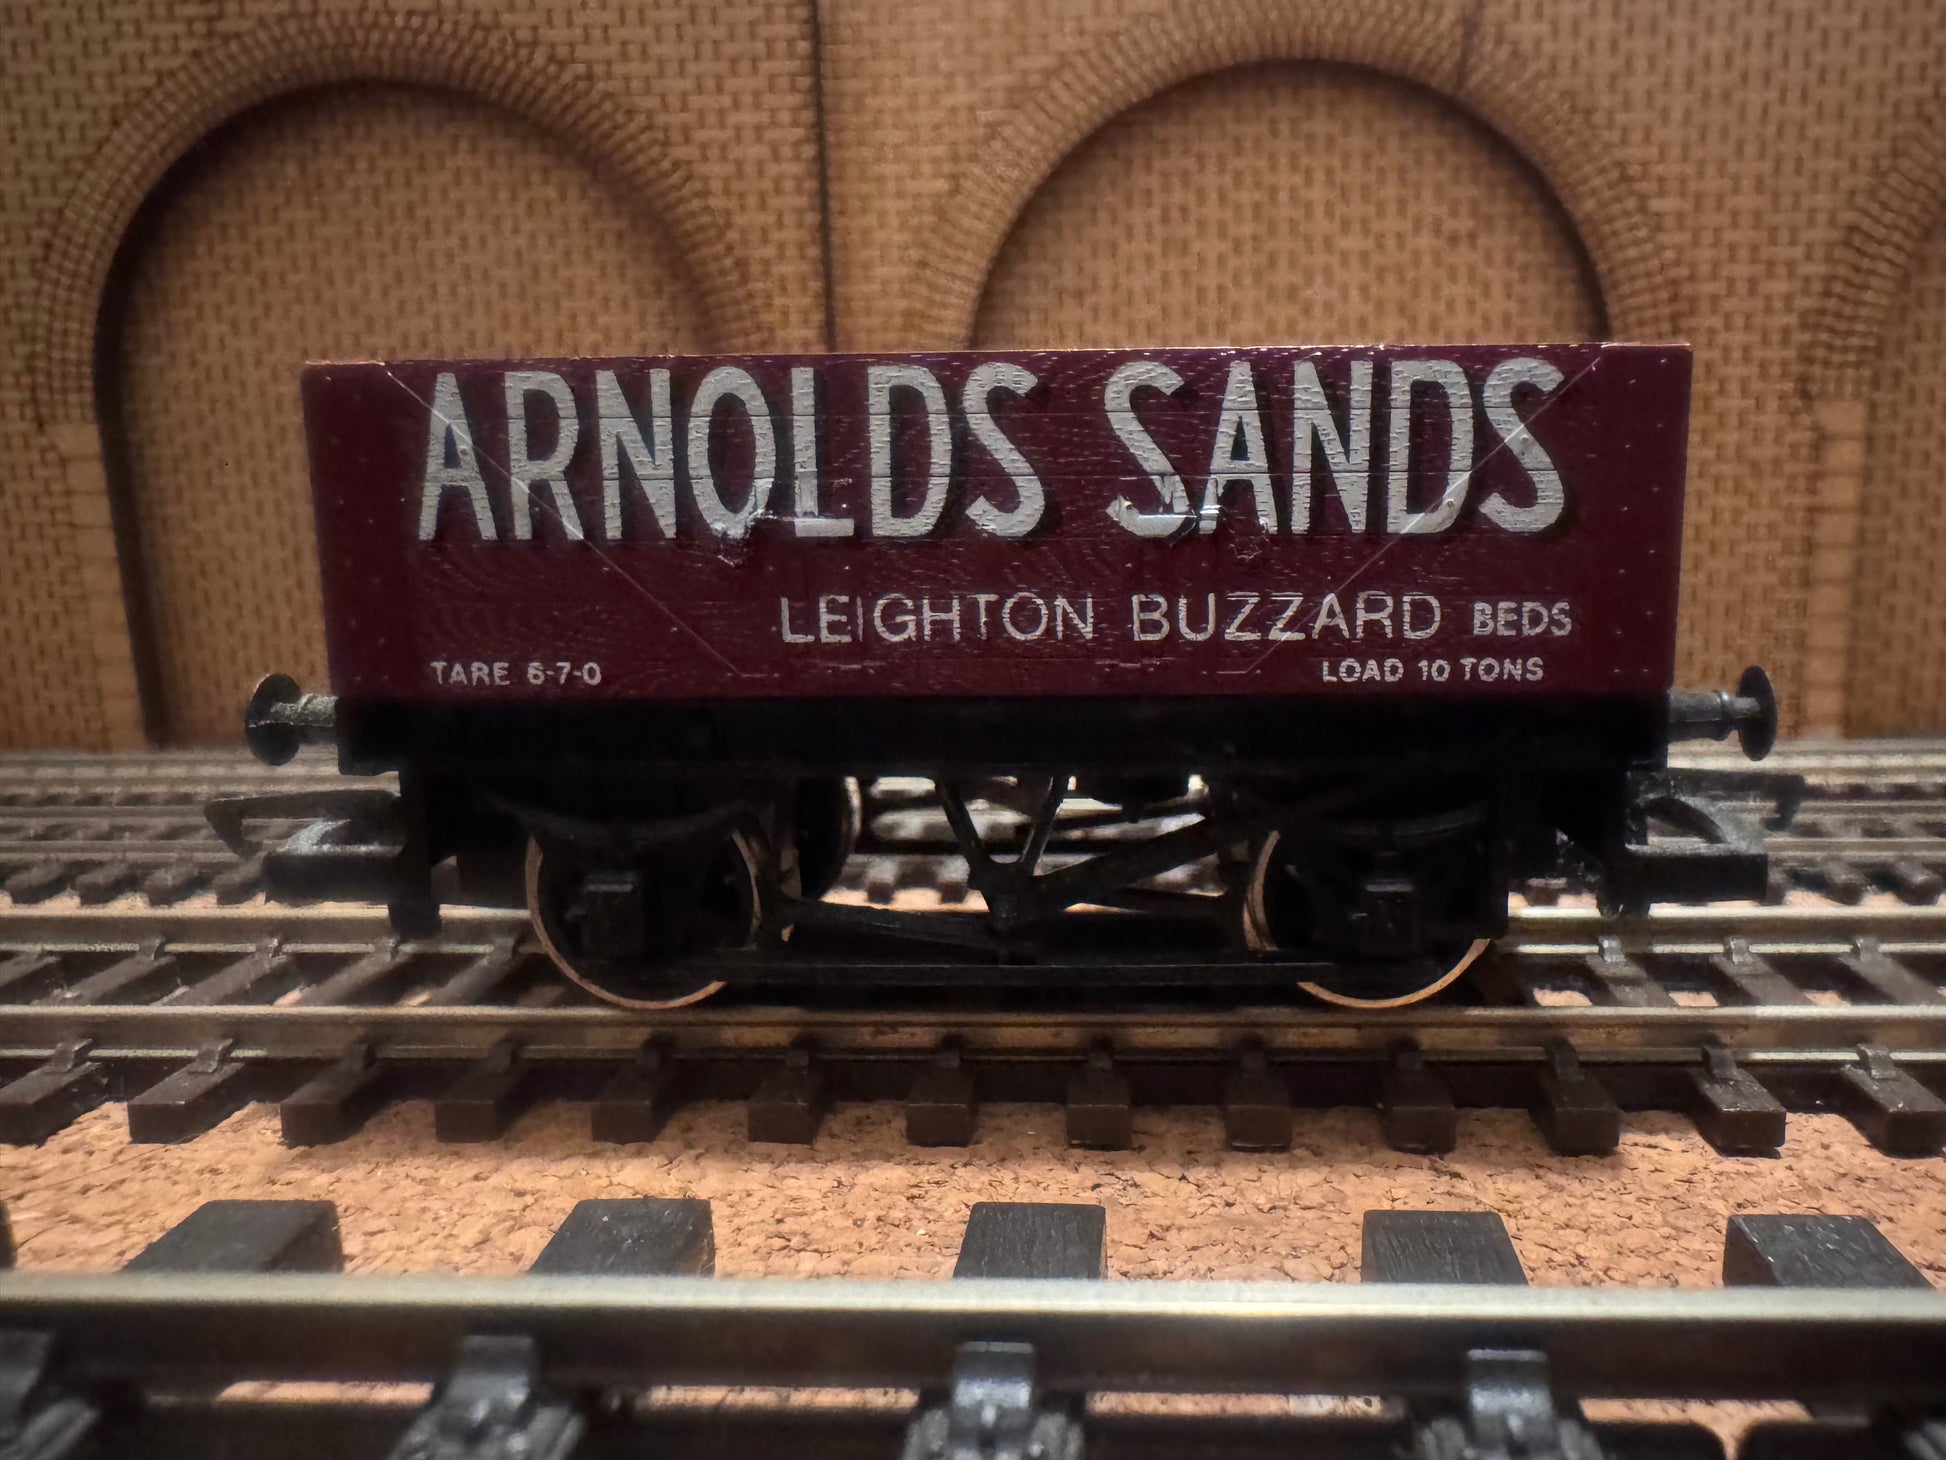 ARNOLDS SANDS
LEIGHTON BUZZARD BEDS
TARE 6-7-0 LOAD 10 TONS